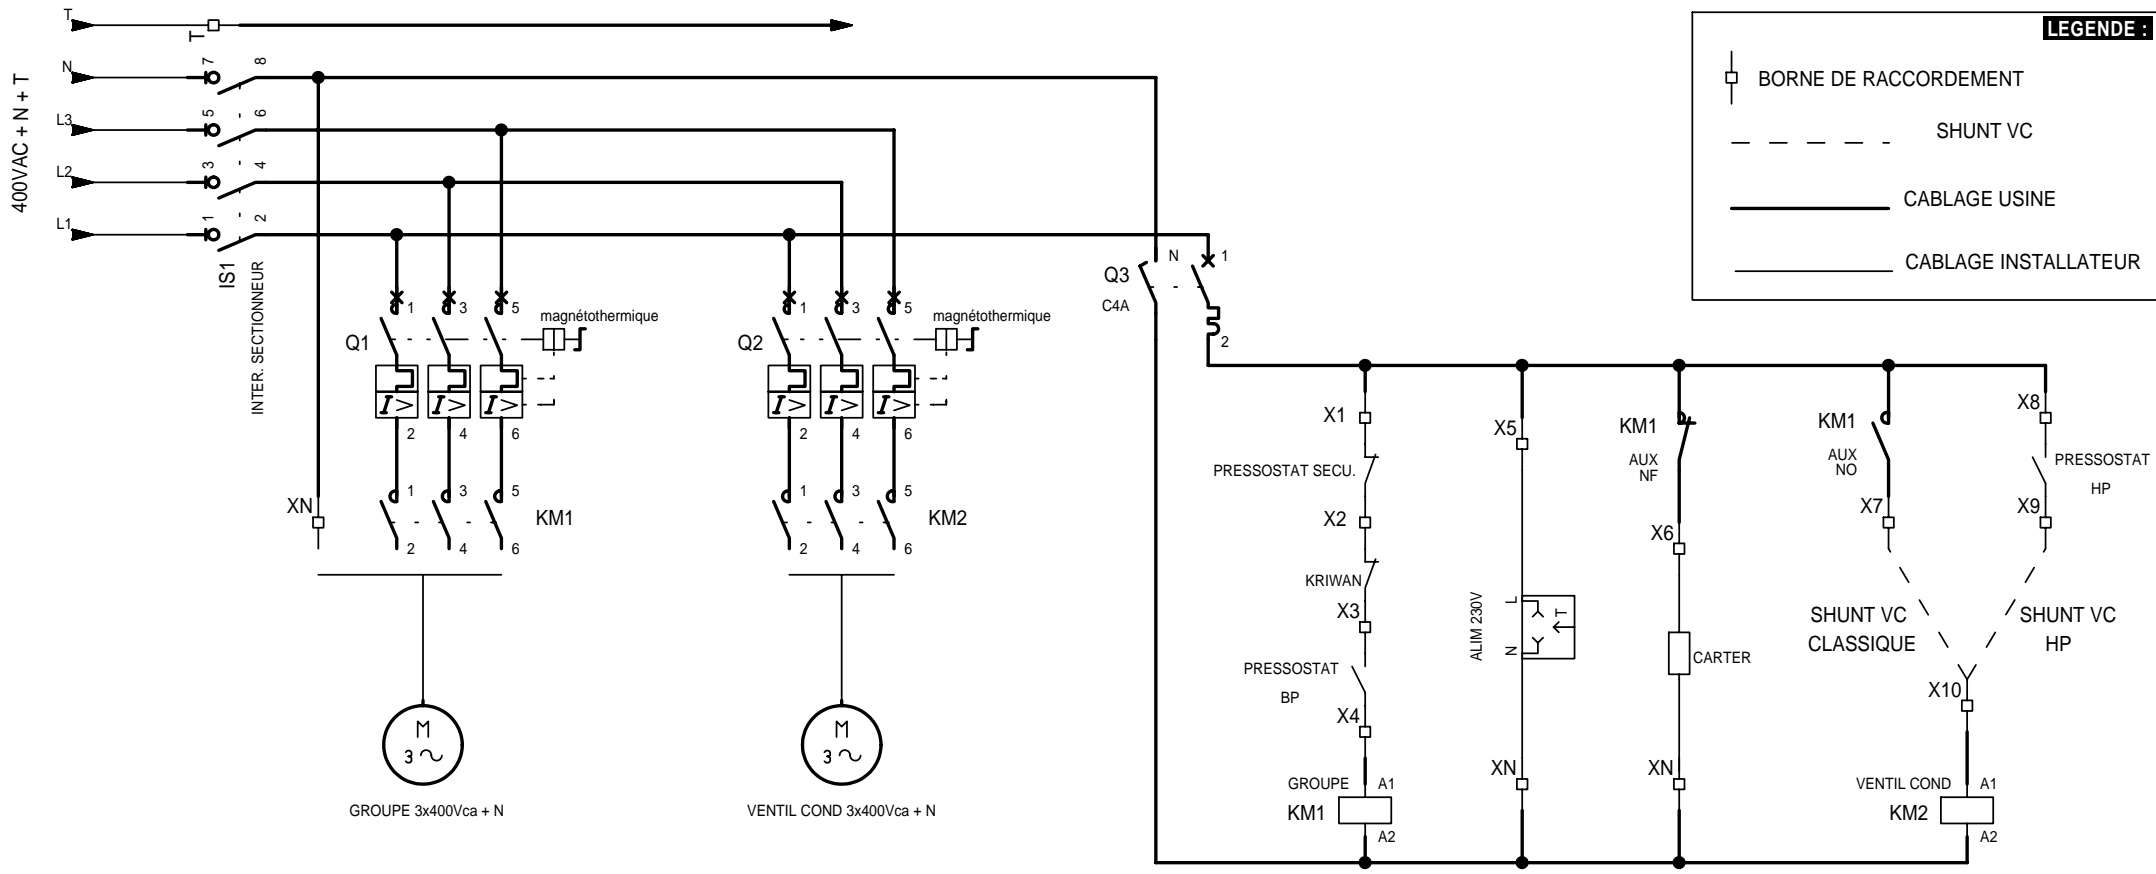 T
T
N
7
8
L3
5
6
L2
3
4
L1
1
2
400VAC + N + T
IS1
INTER. SECTIONNEUR
LEGENDE :
BORNE DE RACCORDEMENT
SHUNT VC
CABLAGE USINE
CABLAGE INSTALLATEUR
Q1
1
3
5
magnétothermique
I >
I >
I >
2
4
6
XN
1
3
5
KM1
2
4
6
M
3 ~
GROUPE 3x400Vca + N
Q2
1
3
5
magnétothermique
I >
I >
I >
2
4
6
1
3
5
KM2
2
4
6
M
3 ~
VENTIL COND 3x400Vca + N
Q3
C4A
N
1
2
X1
PRESSOSTAT SECU.
X2
KRIWAN
X3
PRESSOSTAT
BP
X4
GROUPE
A1
KM1
A2
X5
ALIM 230V
L
N
T
XN
KM1
AUX
NF
X6
CARTER
XN
KM1
AUX
NO
X7
SHUNT VC
CLASSIQUE
X8
PRESSOSTAT
HP
X9
SHUNT VC
HP
X10
VENTIL COND
A1
KM2
A2